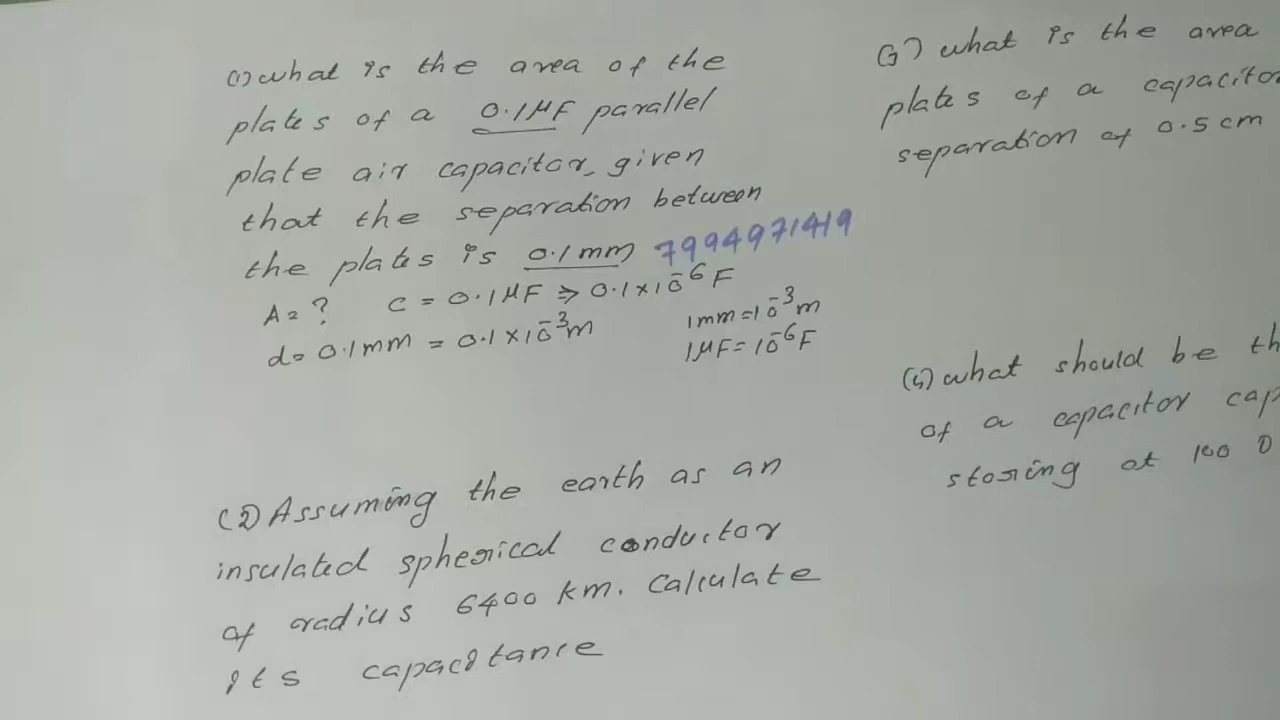 (1) what is the area of the
plates of a 0.1μF parallel
plate air capacitor, given
that the separation between
the plates is 0.1mm 7994971419
A = ? C = 0.1μF ⇒ 0.1×10⁻⁶F
d = 0.1mm = 0.1×10⁻³m
1mm = 10⁻³m
1μF = 10⁻⁶F
(2) Assuming the earth as an
insulated spherical conductor
of radius 6400 km. Calculate
its capacitance
(3) what is the area
plates of a capacitor
separation of 0.5 cm
(4) what should be
of a capacitor
storing at 100